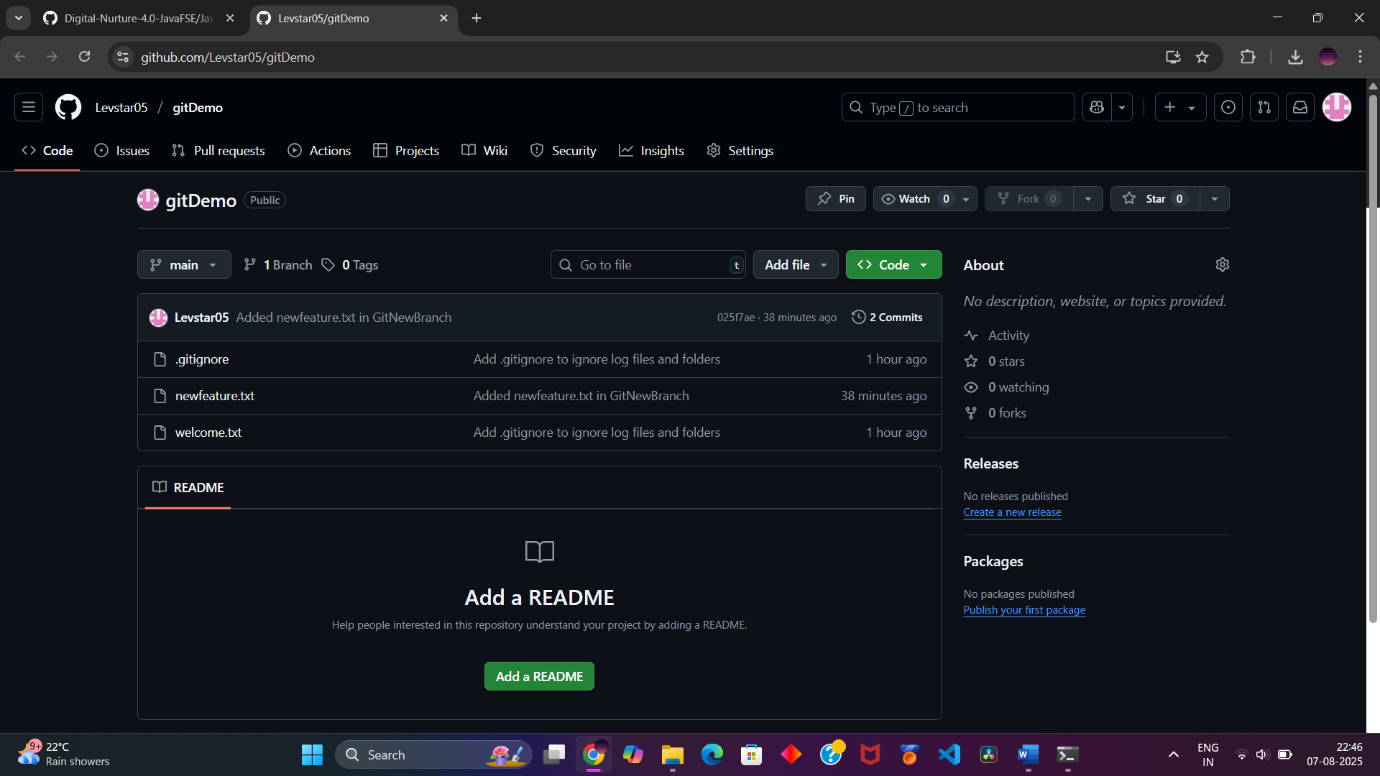 Digital-Nurture-4.0-JavaFSE/Jav
Levstar05/gitDemo
github.com/Levstar05/gitDemo
Levstar05 / gitDemo
Type / to search
Code Issues Pull requests Actions Projects Wiki Security Insights Settings
gitDemo Public
Pin Watch 0 Fork 0 Star 0
main 1 Branch 0 Tags
Go to file t Add file Code
Levstar05 Added newfeature.txt in GitNewBranch 025f7ae · 38 minutes ago 2 Commits
.gitignore Add .gitignore to ignore log files and folders 1 hour ago
newfeature.txt Added newfeature.txt in GitNewBranch 38 minutes ago
welcome.txt Add .gitignore to ignore log files and folders 1 hour ago
README
Add a README
Help people interested in this repository understand your project by adding a README.
Add a README
About
No description, website, or topics provided.
Activity
0 stars
0 watching
0 forks
Releases
No releases published
Create a new release
Packages
No packages published
Publish your first package
9+
22°C
Rain showers
Search
ENG
IN
22:46
07-08-2025